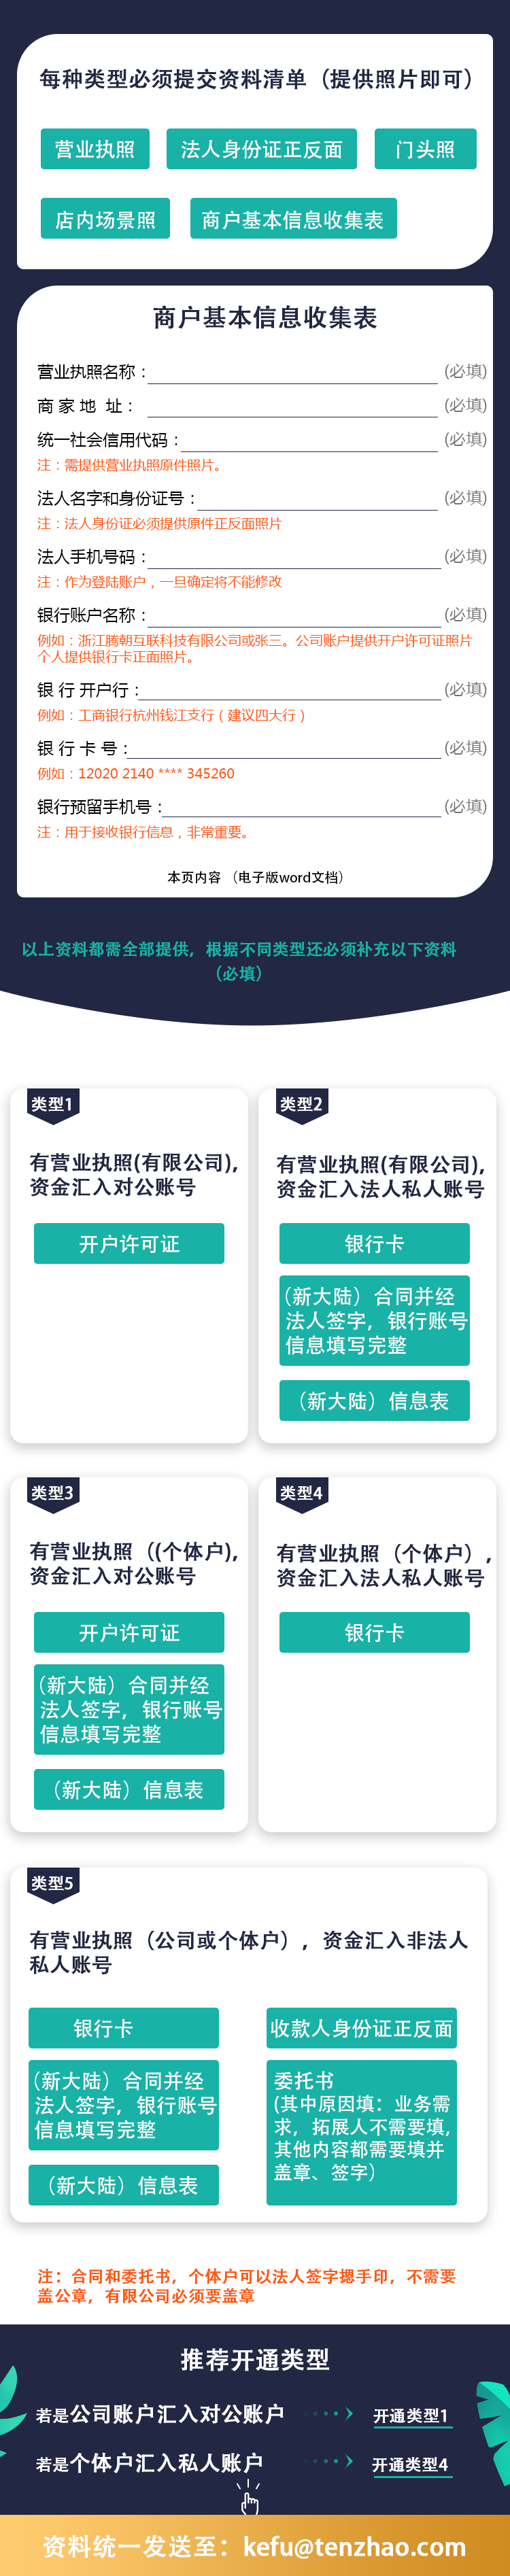 每种类型必须提交资料清单（提供照片即可）
营业执照 法人身份证正反面 门头照
店内场景照 商户基本信息收集表
商户基本信息收集表
营业执照名称： (必填)
商 家 地 址： (必填)
统一社会信用代码： (必填)
注：需提供营业执照原件照片。
法人名字和身份证号： (必填)
注：法人身份证必须提供原件正反面照片
法人手机号码： (必填)
注：作为登陆账户，一旦确定将不能修改
银行账户名称： (必填)
例如：浙江腾朝互联科技有限公司或张三。公司账户提供开户许可证照片
个人提供银行卡正面照片。
银 行 开户行： (必填)
例如：工商银行杭州钱江支行（建议四大行）
银 行 卡 号： (必填)
例如：12020 2140 **** 345260
银行预留手机号： (必填)
注：用于接收银行信息，非常重要。
本页内容 （电子版word文档）
以上资料都需全部提供，根据不同类型还必须补充以下资料
（必填）
类型1
有营业执照(有限公司),
资金汇入对公账号
开户许可证
类型2
有营业执照(有限公司),
资金汇入法人私人账号
银行卡
（新大陆）合同并经
法人签字，银行账号
信息填写完整
（新大陆）信息表
类型3
有营业执照（(个体户),
资金汇入对公账号
开户许可证
（新大陆）合同并经
法人签字，银行账号
信息填写完整
（新大陆）信息表
类型4
有营业执照（个体户）,
资金汇入法人私人账号
银行卡
类型5
有营业执照（公司或个体户），资金汇入非法人
私人账号
银行卡
（新大陆）合同并经
法人签字，银行账号
信息填写完整
（新大陆）信息表
收款人身份证正反面
委托书
(其中原因填：业务需
求，拓展人不需要填,
其他内容都需要填并
盖章、签字）
注：合同和委托书，个体户可以法人签字摁手印，不需要
盖公章，有限公司必须要盖章
推荐开通类型
若是公司账户汇入对公账户 开通类型1
若是个体户汇入私人账户 开通类型4
资料统一发送至：kefu@tenzhao.com